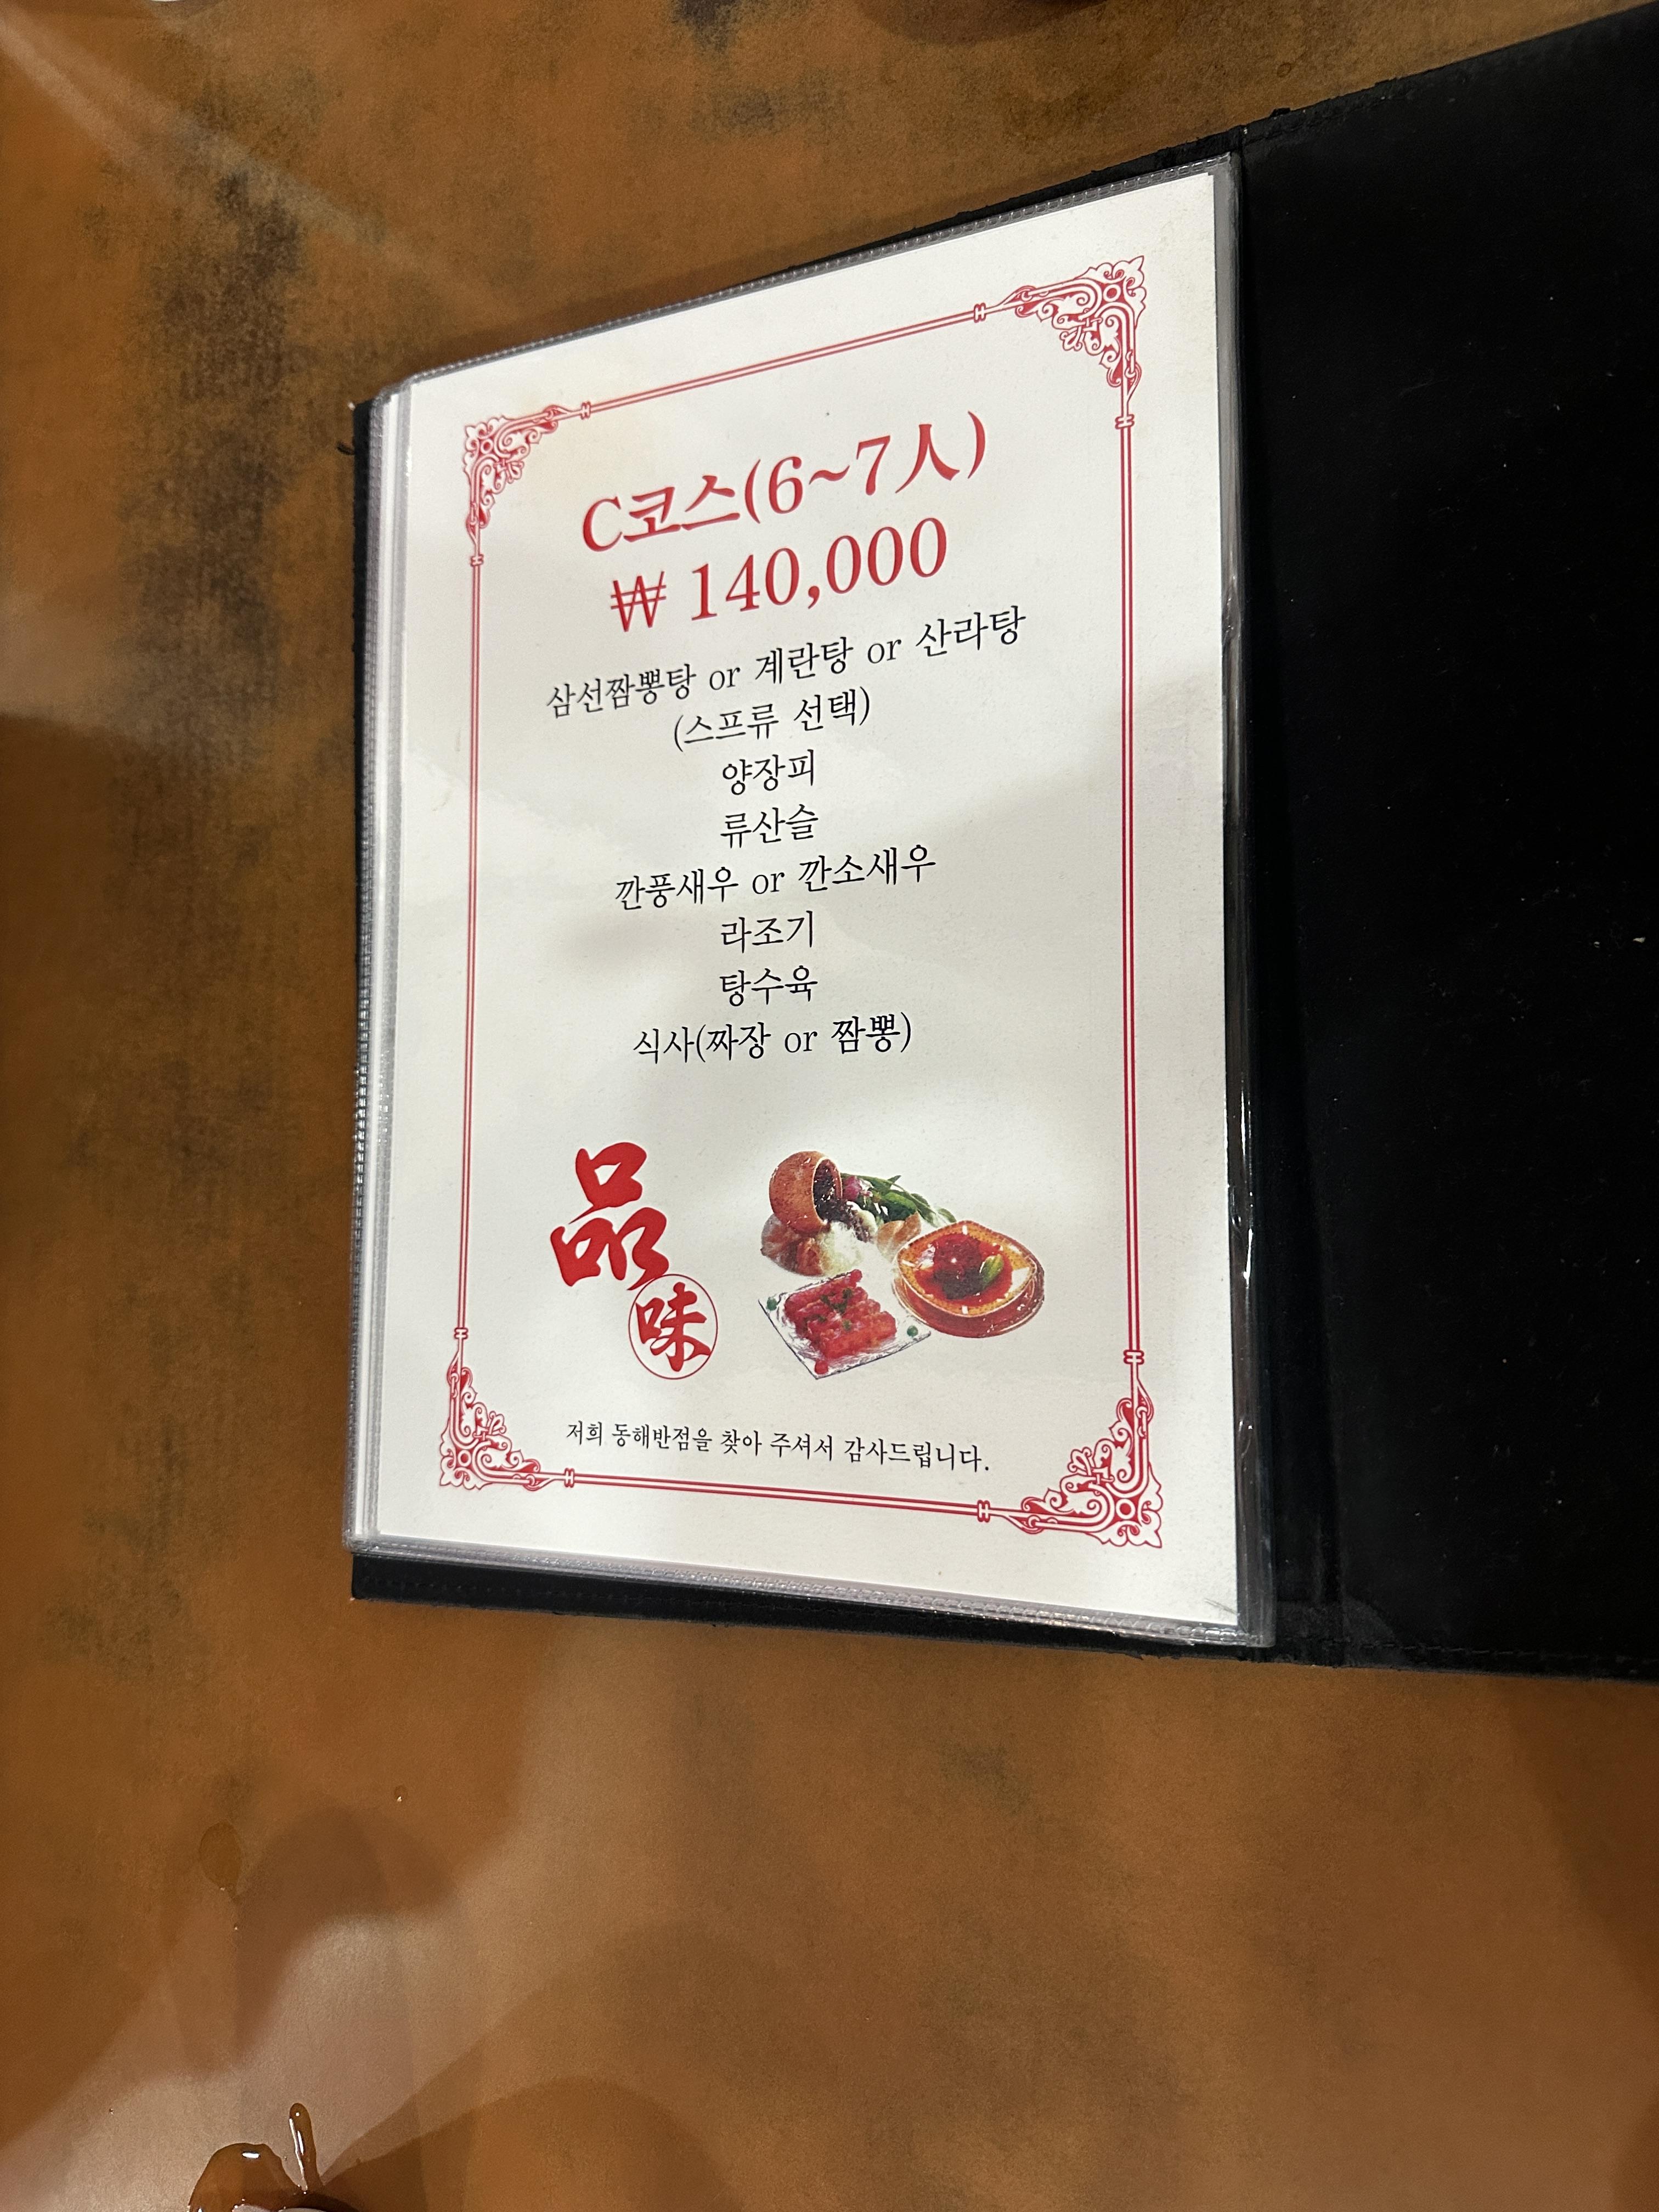 C코스(6~7人)
₩ 140,000
삼선짬뽕탕 or 계란탕 or 산라탕
(스프류 선택)
양장피
류산슬
깐풍새우 or 깐소새우
라조기
탕수육
식사(짜장 or 짬뽕)
品
味
저희 동해반점을 찾아 주셔서 감사드립니다.